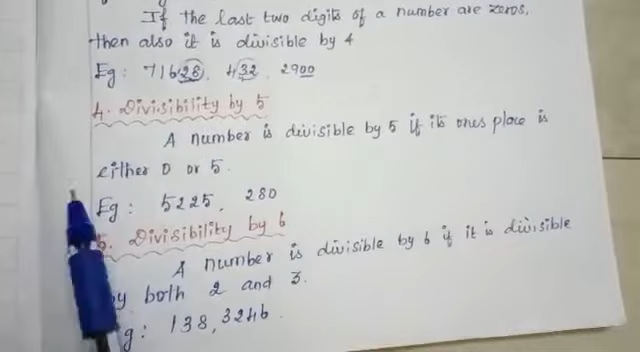 If the last two digits of a number are zeros,
then also it is divisible by 4
Eg: 71628, 432, 2900
4. Divisibility by 5
A number is divisible by 5 if its ones place is
either 0 or 5.
Eg: 5225, 280
5. Divisibility by 6
A number is divisible by 6 if it is divisible
by both 2 and 3.
g: 138, 3246.